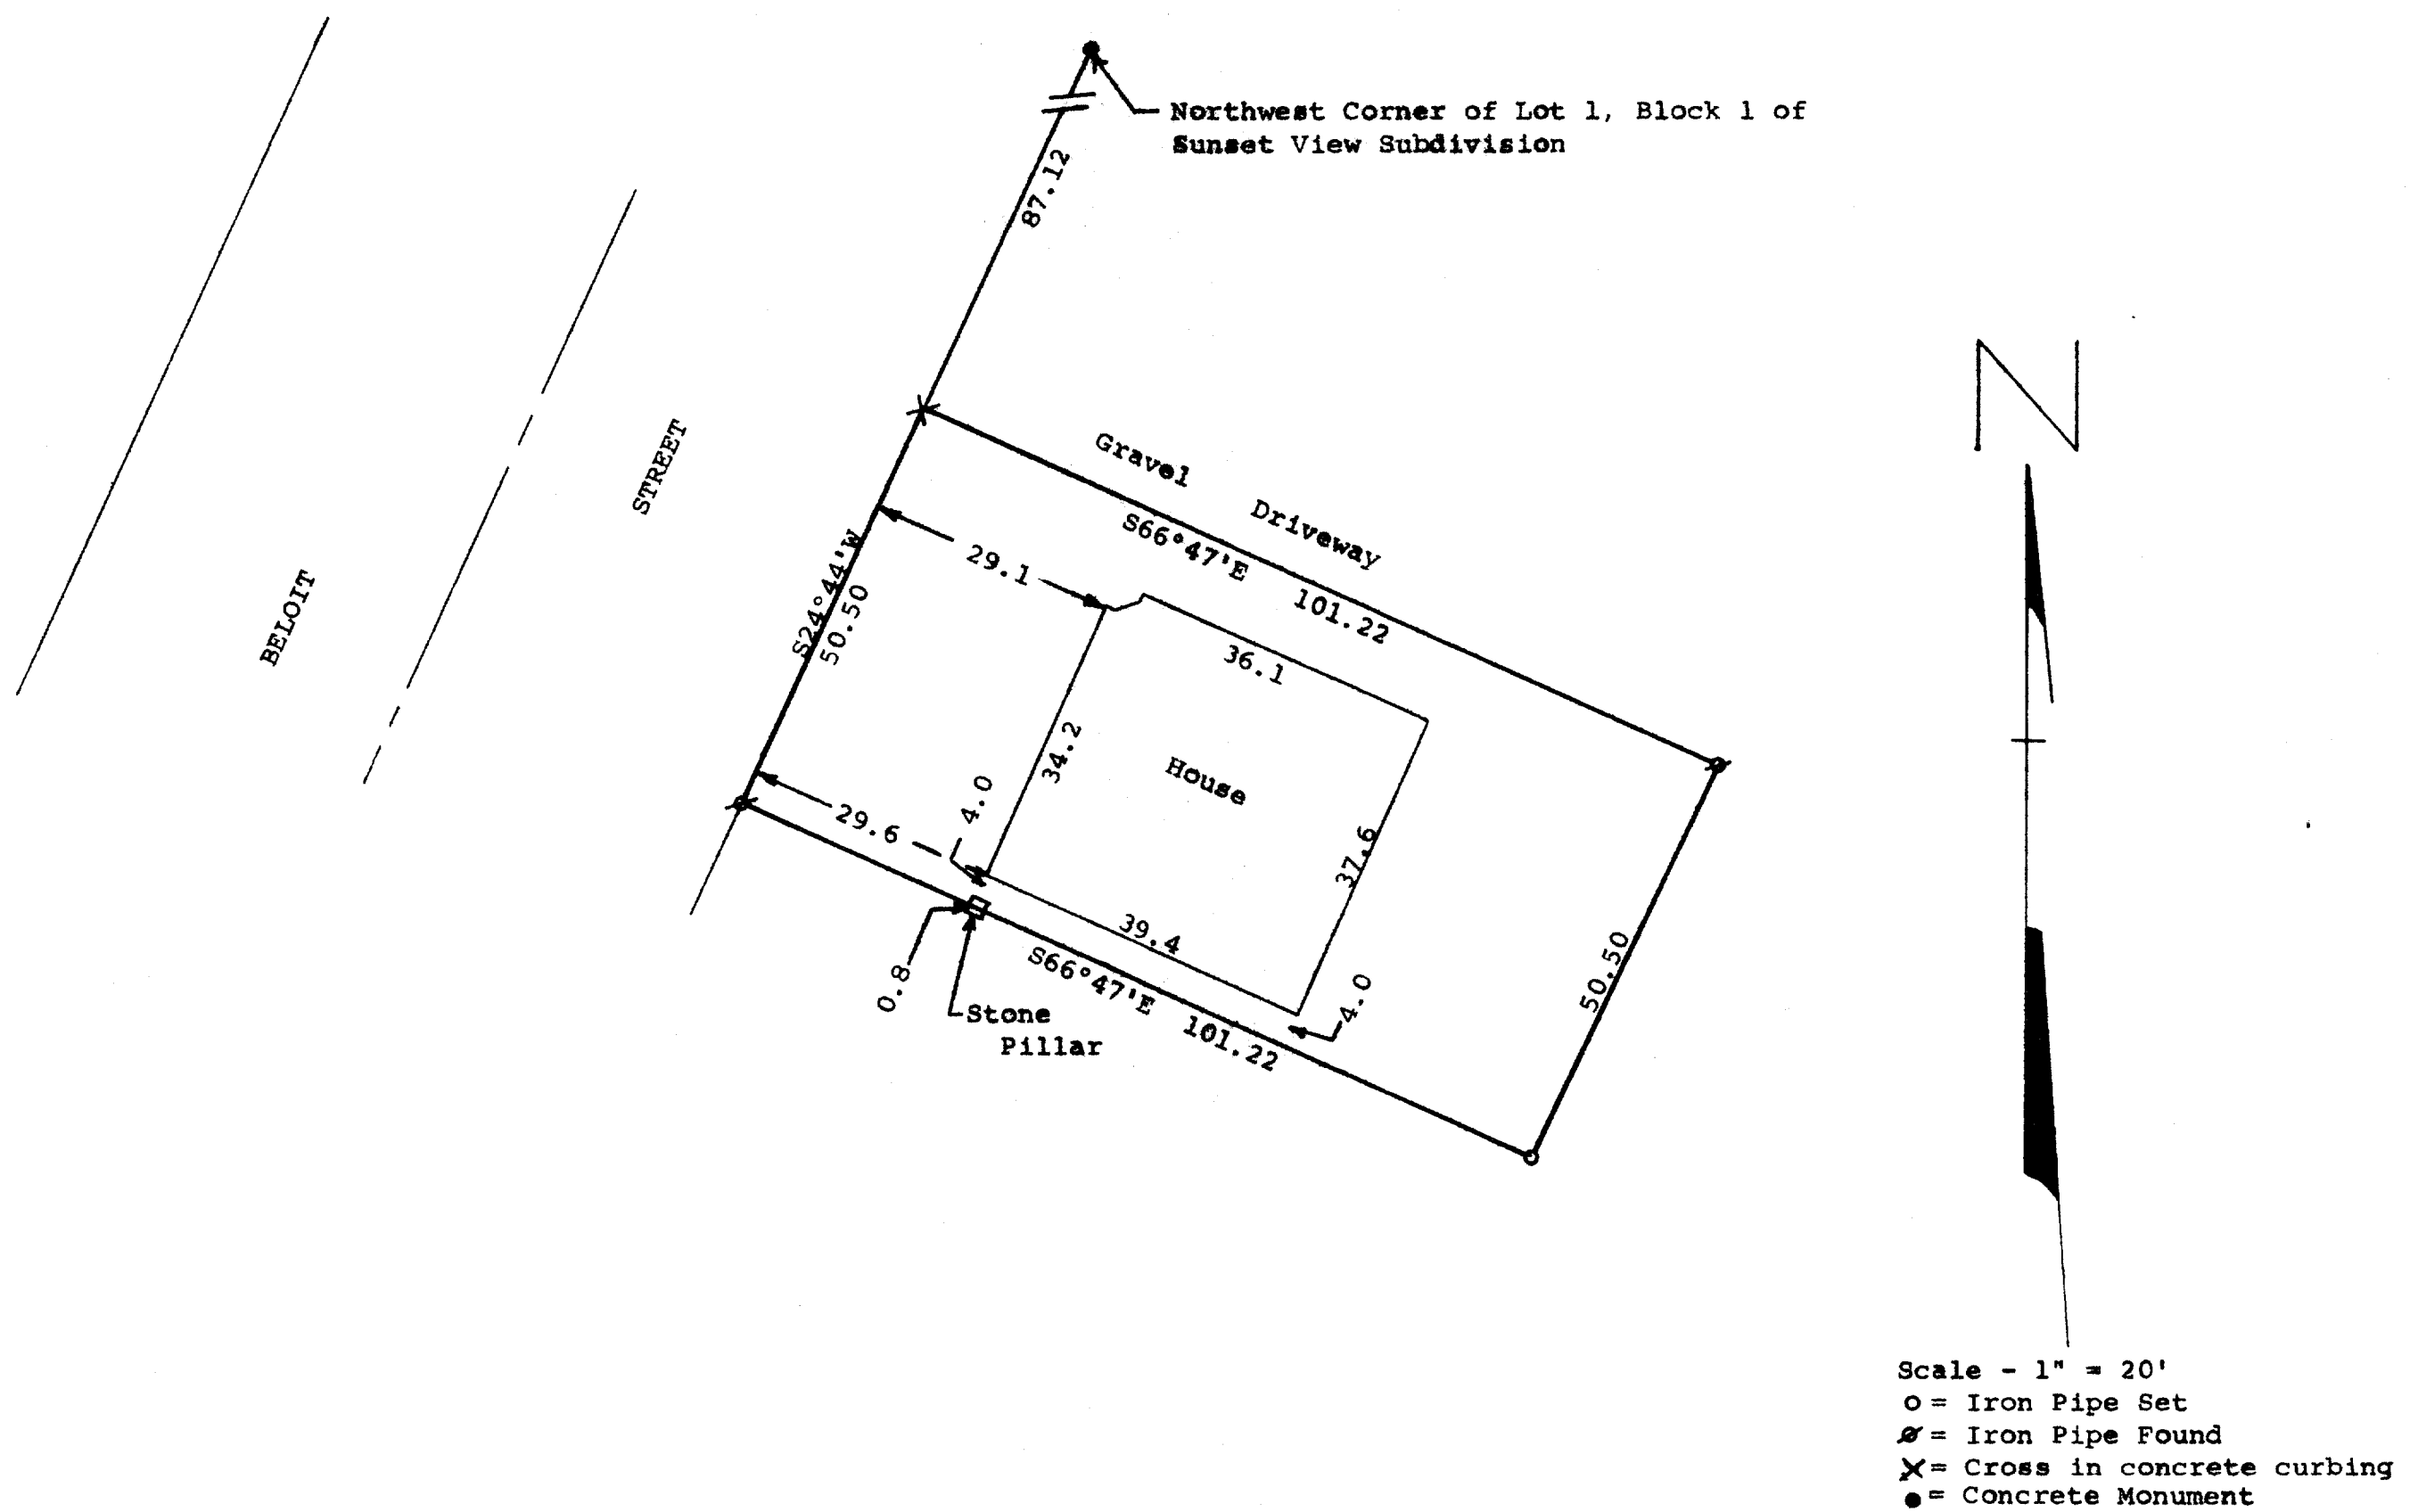 Northwest Corner of Lot 1, Block 1 of
Sunset View Subdivision
87.12
N
STREET
BELOIT
Gravel Driveway
S66°47'E 101.22
29.1
S24°44'W
50.50
36.1
34.2
House
4.0
29.6
37.6
39.4
S66°47'E 101.22
4.0
50.50
0.8
Stone
Pillar
Scale - 1" = 20'
o = Iron Pipe Set
ø = Iron Pipe Found
X = Cross in concrete curbing
● = Concrete Monument